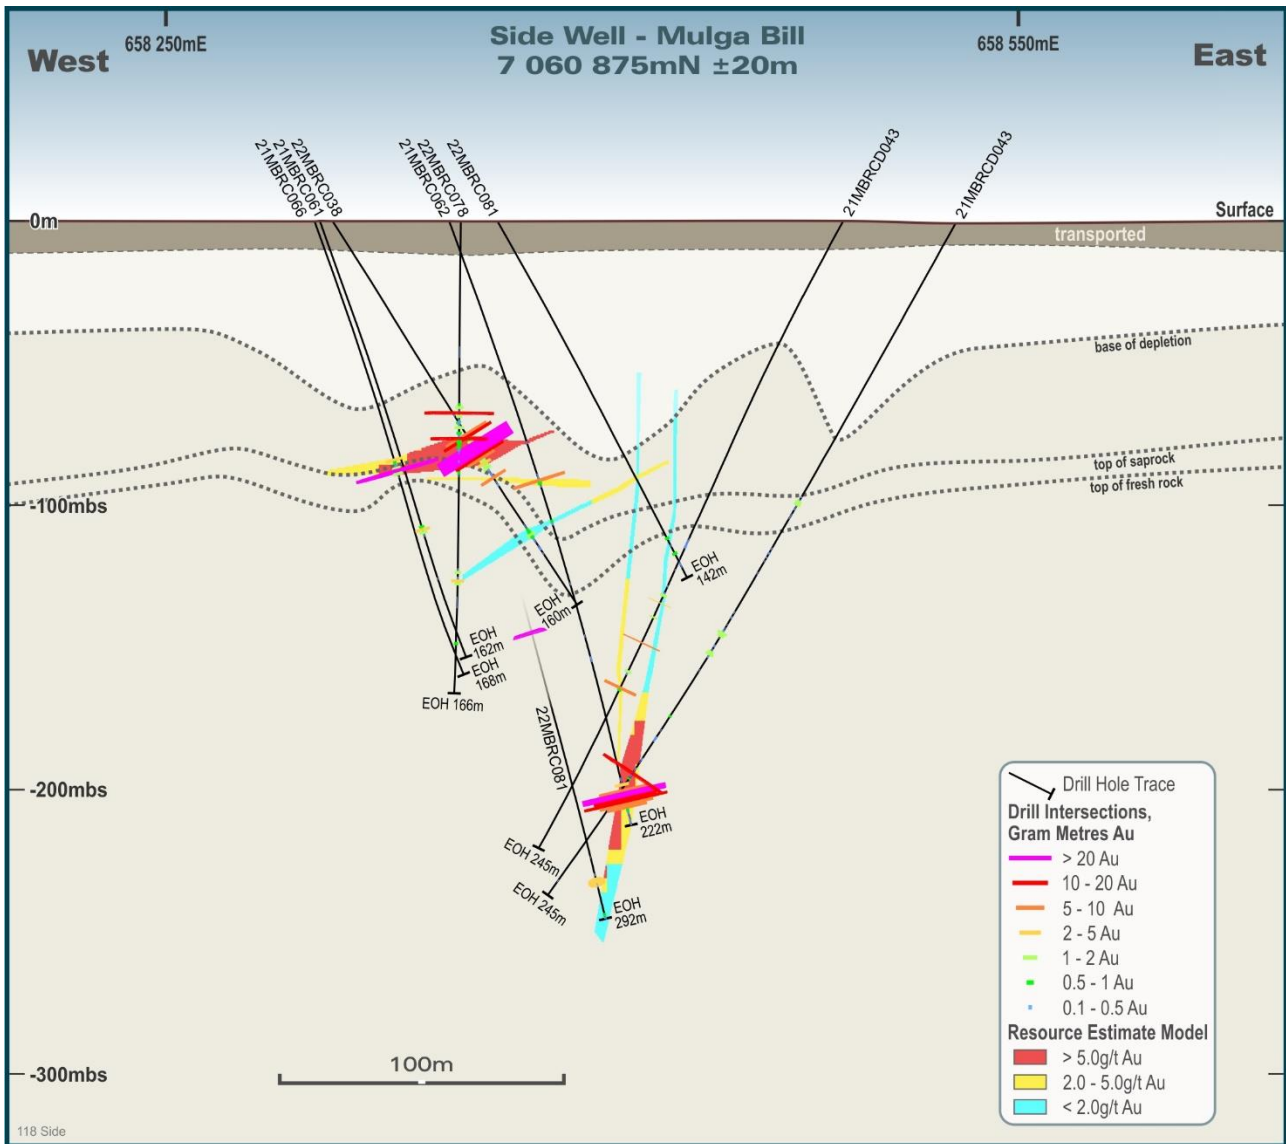 658 250mE
Side Well - Mulga Bill
658 550mE
West
7 060 875mN ±20m
East
21MBRC066
21MBRC061
22MBRC038
21MBRC062
22MBRC078
22MBRC081
21MBRCD043
21MBRCD043
0m
Surface
transported
base of depletion
top of saprock
top of fresh rock
-100mbs
EOH
142m
EOH
160m
EOH
162m
EOH
168m
EOH 166m
22MBRC081
-200mbs
EOH
222m
EOH 245m
EOH 245m
EOH
292m
Drill Hole Trace
Drill Intersections,
Gram Metres Au
> 20 Au
10 - 20 Au
5 - 10 Au
2 - 5 Au
1 - 2 Au
0.5 - 1 Au
0.1 - 0.5 Au
Resource Estimate Model
> 5.0g/t Au
2.0 - 5.0g/t Au
< 2.0g/t Au
100m
-300mbs
118 Side